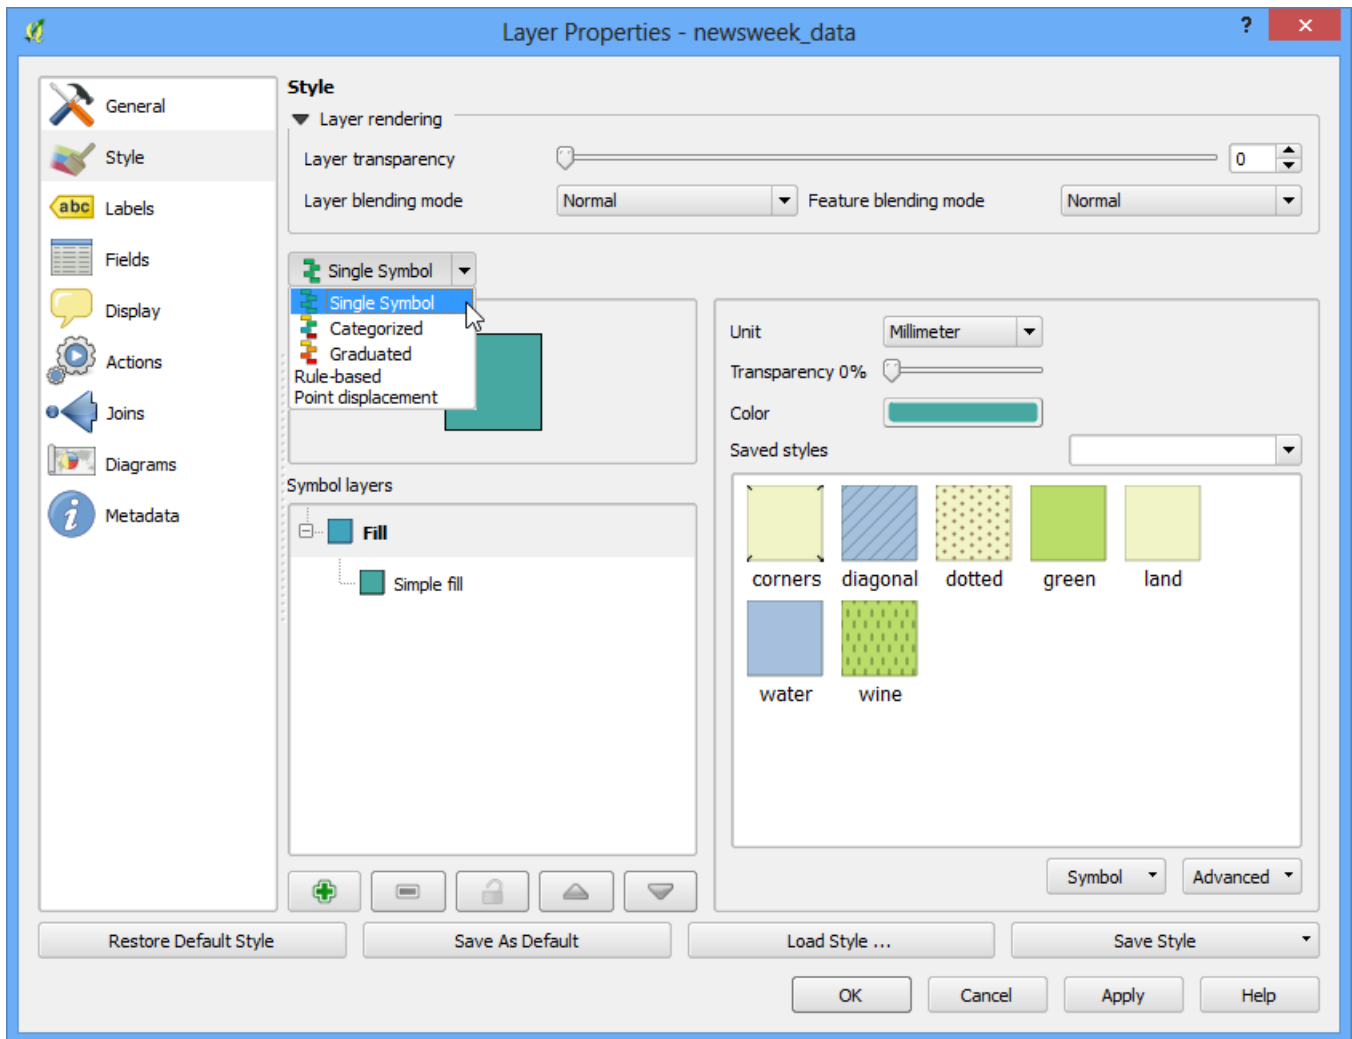 Layer Properties - newsweek_data
?
General
Style
Labels
Fields
Display
Actions
Joins
Diagrams
Metadata
abc
Style
Layer rendering
Layer transparency 0
Layer blending mode Normal Feature blending mode Normal
Single Symbol
Single Symbol
Categorized
Graduated
Rule-based
Point displacement
Symbol layers
Fill
Simple fill
Unit Millimeter
Transparency 0%
Color
Saved styles
corners diagonal dotted green land
water wine
Symbol Advanced
Restore Default Style Save As Default Load Style ... Save Style
OK Cancel Apply Help